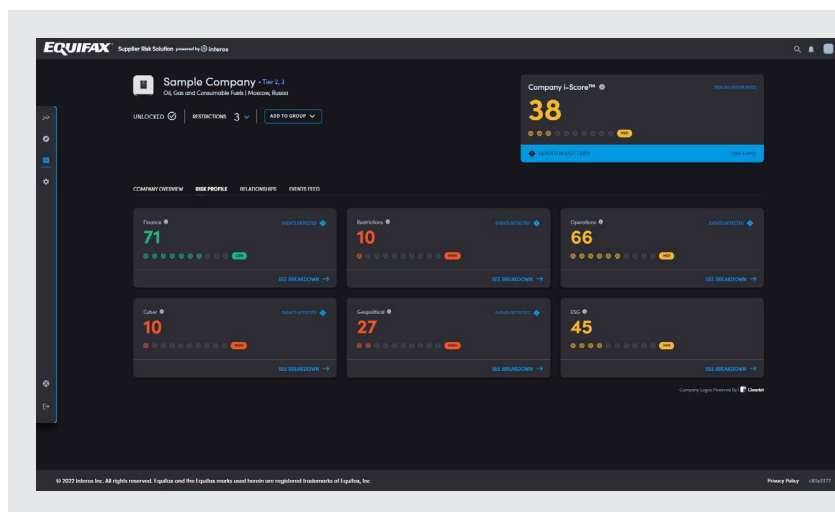 EQUIFAX Supplier Risk Solution powered by interos
Sample Company - Tier 2, 3
Oil, Gas and Consumable Fuels | Moscow, Russia
UNLOCKED RESTRICTIONS 3 ADD TO GROUP
Company i-Score™
38
MED
COMPANY OVERVIEW RISK PROFILE RELATIONSHIPS EVENTS FEED
Finance EVENTS DETECTED
71
LOW
SEE BREAKDOWN →
Restrictions EVENTS DETECTED
10
HIGH
SEE BREAKDOWN →
Operations EVENTS DETECTED
66
MED
SEE BREAKDOWN →
Cyber EVENTS DETECTED
10
HIGH
SEE BREAKDOWN →
Geopolitical EVENTS DETECTED
27
HIGH
SEE BREAKDOWN →
ESG
45
MED
SEE BREAKDOWN →
Company Logos Powered By | Clearbit
© 2022 Interos Inc. All rights reserved. Equifax and the Equifax marks used herein are registered trademarks of Equifax, Inc
Privacy Policy